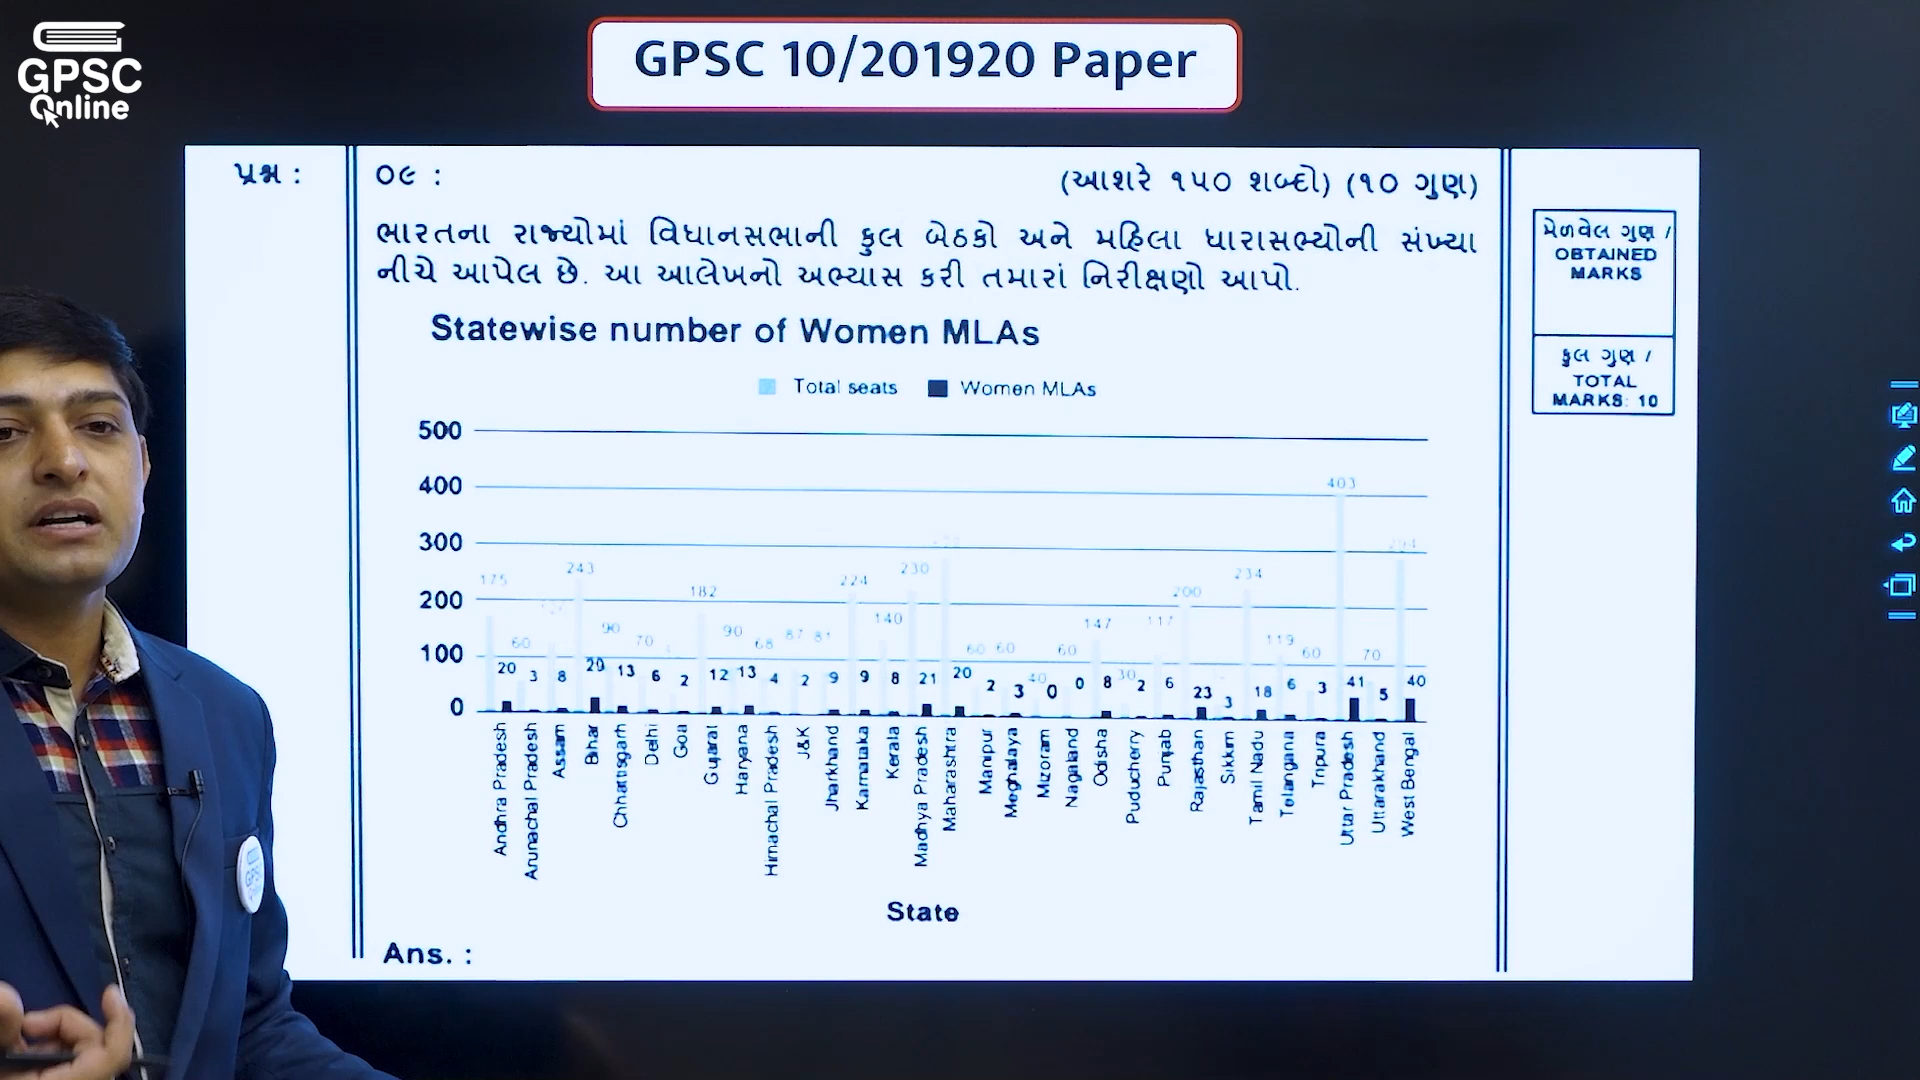 GPSC
Online
GPSC 10/201920 Paper
પ્રશ્ન :
૦૯ :
(આશરે ૧૫૦ શબ્દો) (૧૦ ગુણ)
ભારતના રાજ્યોમાં વિધાનસભાની કુલ બેઠકો અને મહિલા ધારાસભ્યોની સંખ્યા
નીચે આપેલ છે. આ આલેખનો અભ્યાસ કરી તમારાં નિરીક્ષણો આપો.
મેળવેલ ગુણ /
OBTAINED
MARKS
કુલ ગુણ /
TOTAL
MARKS: 10
Statewise number of Women MLAs
Total seats
Women MLAs
500
400
300
200
100
0
175 60 243 90 70 182 90 68 87 81 224 140 230 60 60 40 60 147 30 117 200 234 119 60 403 70 294
20 3 8 29 13 6 2 12 13 4 2 9 9 8 21 20 2 3 0 0 8 2 6 23 3 18 6 3 41 5 40
Andhra Pradesh
Arunachal Pradesh
Assam
Bihar
Chhattisgarh
Delhi
Goa
Gujarat
Haryana
Himachal Pradesh
J&K
Jharkhand
Karnataka
Kerala
Madhya Pradesh
Maharashtra
Manipur
Meghalaya
Mizoram
Nagaland
Odisha
Puducherry
Punjab
Rajasthan
Sikkim
Tamil Nadu
Telangana
Tripura
Uttar Pradesh
Uttarakhand
West Bengal
State
Ans. :